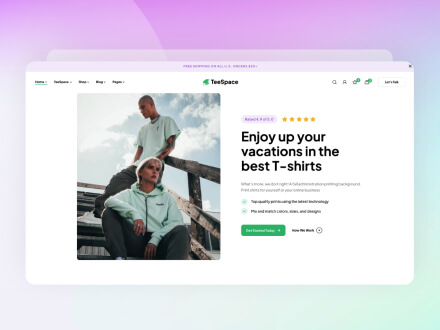 FREE SHIPPING ON ALL U.S. ORDERS $50+
Home TeeSpace Shop Blog Pages
TeeSpace
Let's Talk
Rated 4.9 of 5.0
Enjoy up your
vacations in the
best T-shirts
What's more, we do it right! A full administration printing background.
Print shirts for yourself or your online business
Top quality prints using the latest technology
Mix and match colors, sizes, and designs
Get Started Today How We Work